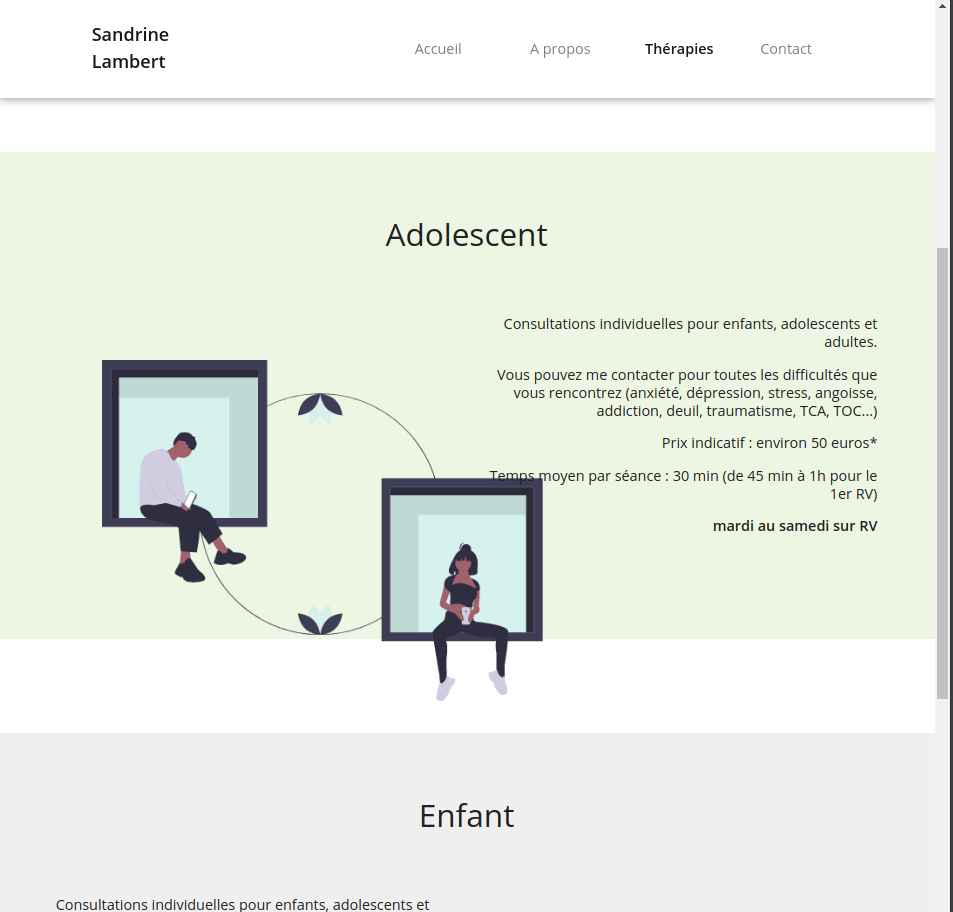 Sandrine
Lambert
Accueil
A propos
Thérapies
Contact
Adolescent
Consultations individuelles pour enfants, adolescents et
adultes.
Vous pouvez me contacter pour toutes les difficultés que
vous rencontrez (anxiété, dépression, stress, angoisse,
addiction, deuil, traumatisme, TCA, TOC...)
Prix indicatif : environ 50 euros*
Temps moyen par séance : 30 min (de 45 min à 1h pour le
1er RV)
mardi au samedi sur RV
Enfant
Consultations individuelles pour enfants, adolescents et